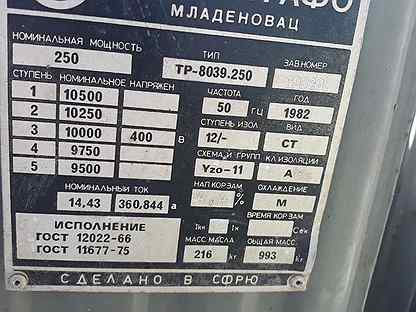 МЛАДЕНОВАЦ
НОМИНАЛЬНАЯ МОЩНОСТЬ ТИП ЗАВ НОМЕР
250 ТР-8039.250
СТУПЕНЬ НОМИНАЛЬНОЕ НАПРЯЖЕН ЧАСТОТА ГОД
1 10500 50 ГЦ 1982
2 10250 СТУПЕНЬ ИЗОЛ ВИД
3 10000 400 В 12/- СТ
4 9750 СХЕМА И ГРУПП КЛ ИЗОЛЯЦИИ
5 9500 Yzo-11 А
НОМИНАЛЬНЫЙ ТОК НАП КОР ЗАМ ОХЛАЖДЕНИЕ
14,43 360,844 а % М
ИСПОЛНЕНИЕ ВРЕМЯ КОР ЗАМ
ГОСТ 12022-66 Сек
ГОСТ 11677-75 МАСС МАСЛА ОБЩАЯ МАСС.
216 кг 993 кг
СДЕЛАНО В СФРЮ